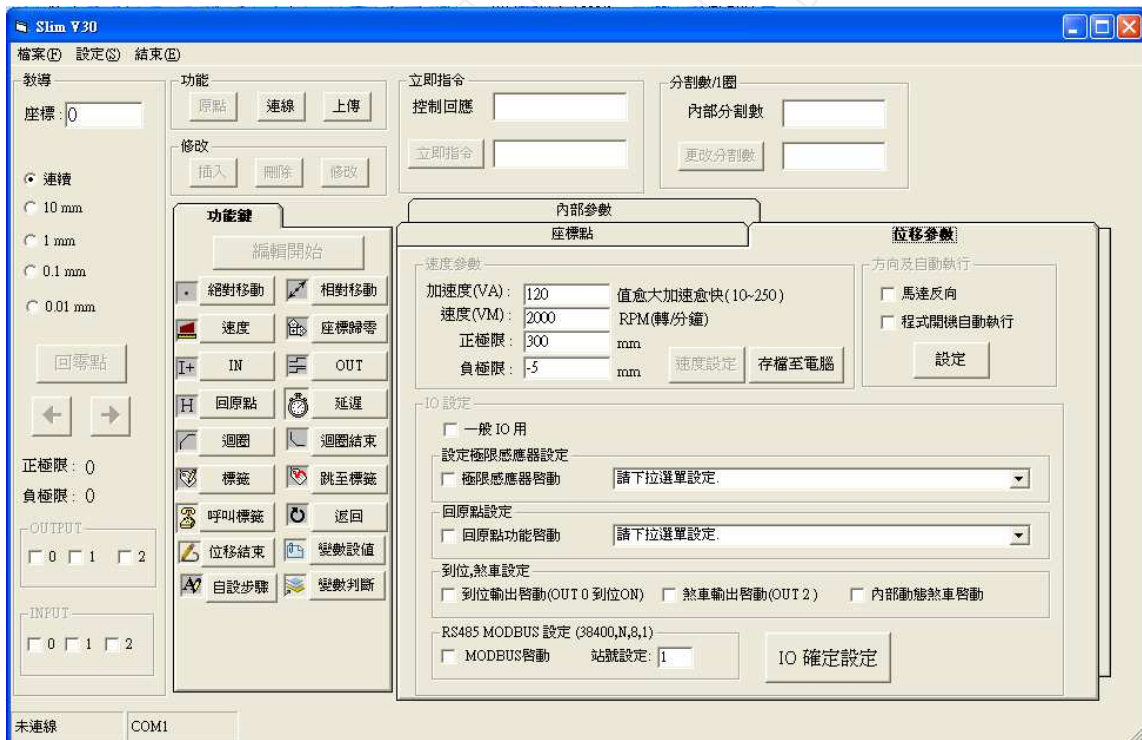 Slim V30
檔案(F) 設定(S) 結束(E)
教導
座標 : 0
連續
10 mm
1 mm
0.1 mm
0.01 mm
回零點
正極限 : 0
負極限 : 0
OUTPUT
0 1 2
INPUT
0 1 2
功能
原點 連線 上傳
修改
插入 刪除 修改
立即指令
控制回應
立即指令
分割數/1圈
內部分割數
更改分割數
功能鍵
編輯開始
絕對移動 相對移動
速度 座標歸零
I+ IN OUT
H 回原點 延遲
迴圈 迴圈結束
標籤 跳至標籤
呼叫標籤 返回
位移結束 變數設值
自設步驟 變數判斷
內部參數
座標點 位移參數
速度參數
加速度(VA) : 120 值愈大加速愈快(10~250)
速度(VM) : 2000 RPM(轉/分鐘)
正極限 : 300 mm
負極限 : -5 mm
速度設定 存檔至電腦
方向及自動執行
馬達反向
程式開機自動執行
設定
IO 設定
一般 IO 用
設定極限感應器設定
極限感應器啓動 請下拉選單設定.
回原點設定
回原點功能啓動 請下拉選單設定.
到位,煞車設定
到位輸出啓動(OUT 0 到位ON) 煞車輸出啓動(OUT 2 ) 內部動態煞車啓動
RS485 MODBUS 設定 (38400,N,8,1)
MODBUS啓動 站號設定: 1
IO 確定設定
未連線 COM1